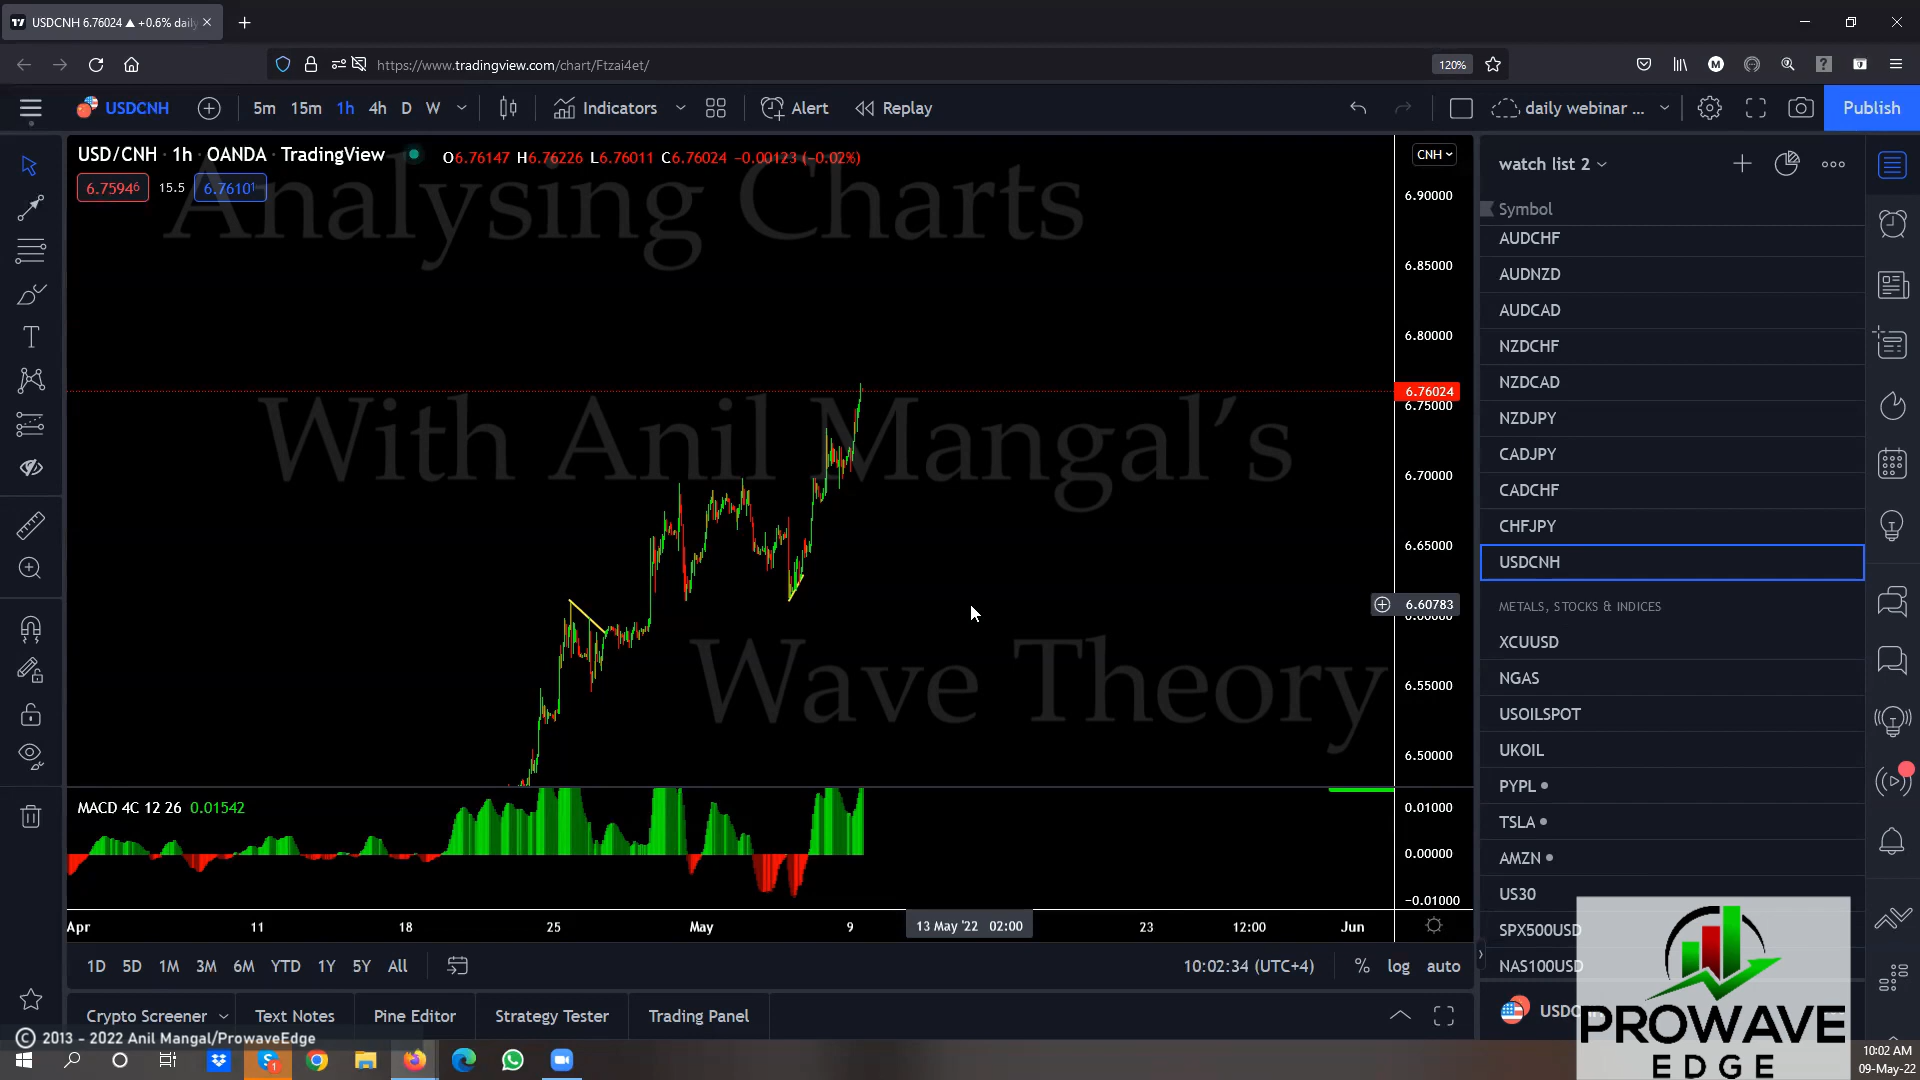 USDCNH 6.76024 ▲ +0.6% daily
https://www.tradingview.com/chart/Ftzai4et/
120%
USDCNH
5m 15m 1h 4h D W
Indicators
Alert
Replay
daily webinar ...
Publish
USD/CNH · 1h · OANDA · TradingView
O6.76147 H6.76226 L6.76011 C6.76024 −0.00123 (−0.02%)
6.75946 15.5 6.76101
Analysing Charts
With Anil Mangal's
Wave Theory
CNH
6.90000
6.85000
6.80000
6.76024
6.75000
6.70000
6.65000
6.60783
6.60000
6.55000
6.50000
MACD 4C 12 26 0.01542
0.01000
0.00000
−0.01000
Apr 11 18 25 May 9 13 May '22 02:00 23 12:00 Jun
1D 5D 1M 3M 6M YTD 1Y 5Y All
10:02:34 (UTC+4) % log auto
Crypto Screener Text Notes Pine Editor Strategy Tester Trading Panel
watch list 2
Symbol
AUDCHF
AUDNZD
AUDCAD
NZDCHF
NZDCAD
NZDJPY
CADJPY
CADCHF
CHFJPY
USDCNH
METALS, STOCKS & INDICES
XCUUSD
NGAS
USOILSPOT
UKOIL
PYPL
TSLA
AMZN
US30
SPX500USD
NAS100USD
PROWAVE
EDGE
© 2013 - 2022 Anil Mangal/ProwaveEdge
10:02 AM
09-May-22